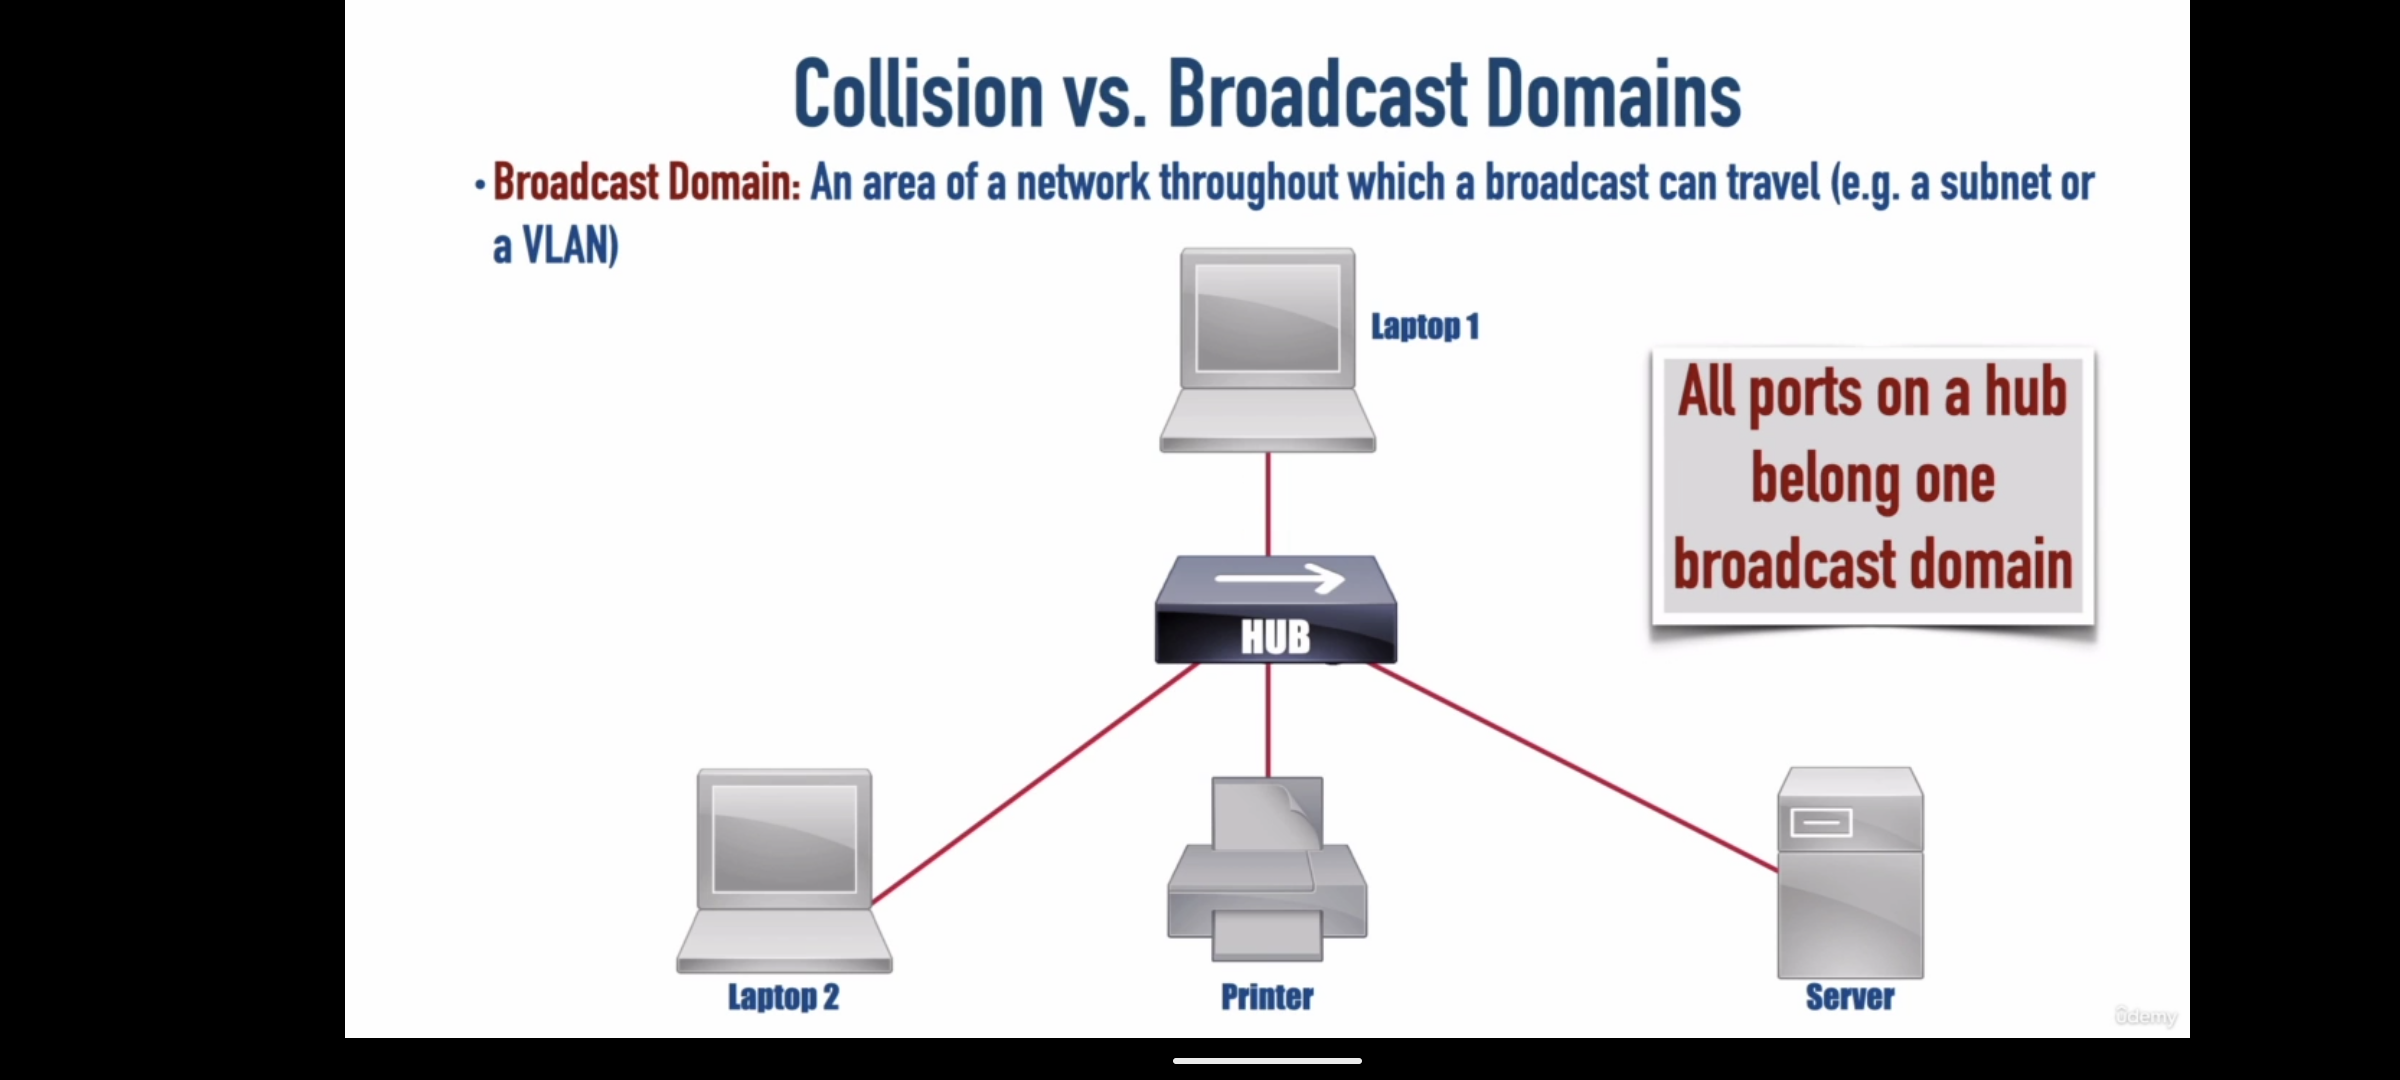 Collision vs. Broadcast Domains
• Broadcast Domain: An area of a network throughout which a broadcast can travel (e.g. a subnet or
a VLAN)
Laptop 1
All ports on a hub
belong one
broadcast domain
HUB
Laptop 2
Printer
Server
ûdemy